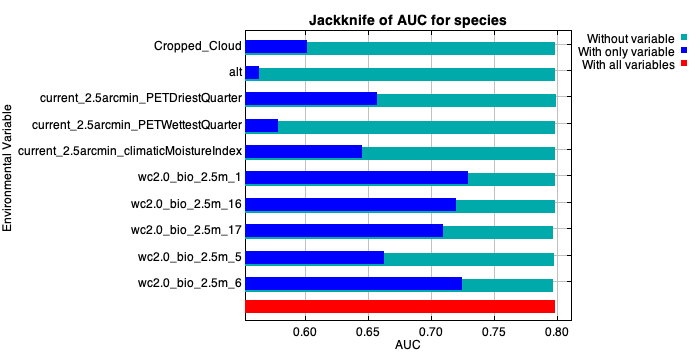 Jackknife of AUC for species
Without variable
With only variable
With all variables
Environmental Variable
Cropped_Cloud
alt
current_2.5arcmin_PETDriestQuarter
current_2.5arcmin_PETWettestQuarter
current_2.5arcmin_climaticMoistureIndex
wc2.0_bio_2.5m_1
wc2.0_bio_2.5m_16
wc2.0_bio_2.5m_17
wc2.0_bio_2.5m_5
wc2.0_bio_2.5m_6
0.60 0.65 0.70 0.75 0.80
AUC